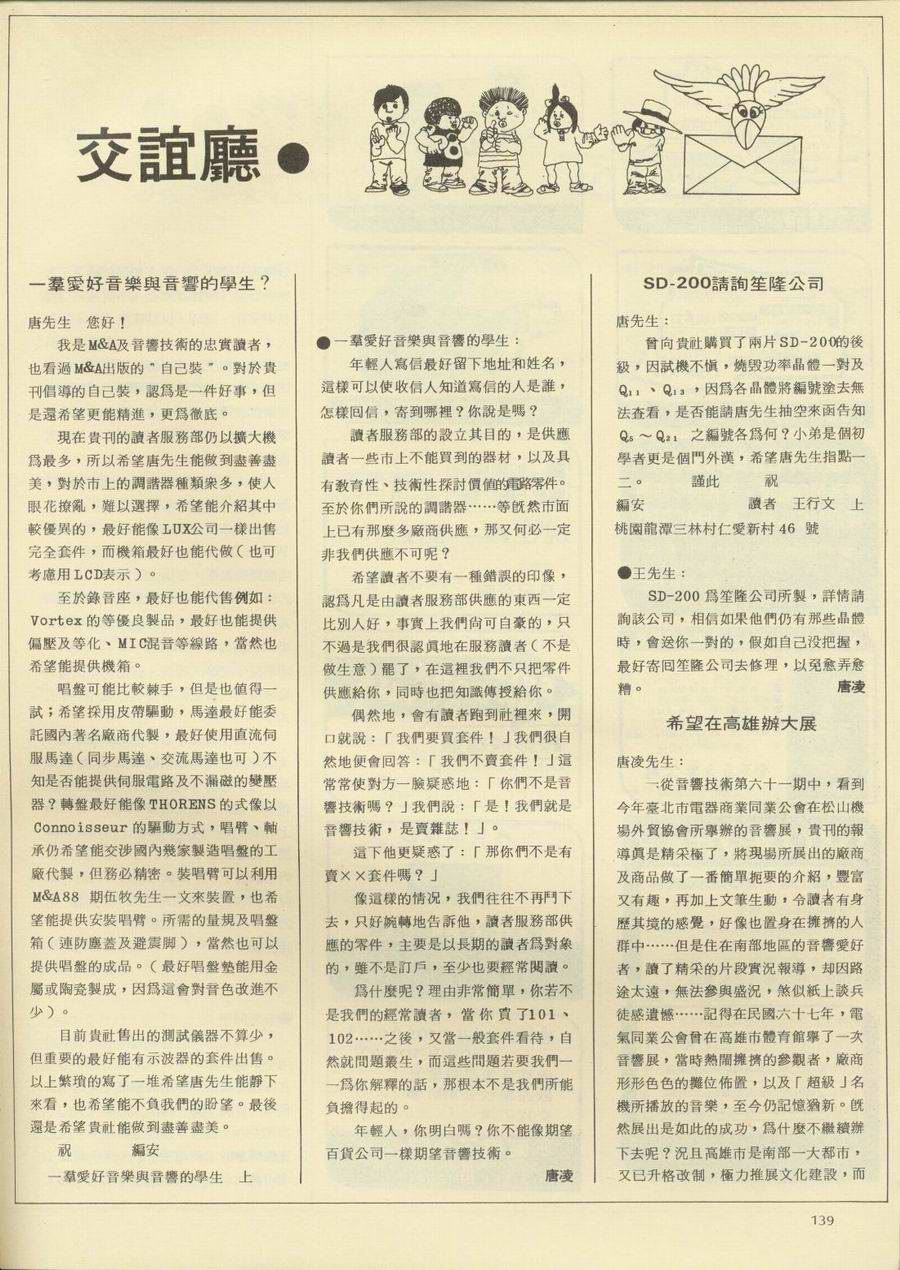 交誼廳●
一羣愛好音樂與音響的學生？
唐先生　您好！
我是M&A及音響技術的忠實讀者，
也看過M&A出版的＂自己裝＂。對於貴
刊倡導的自己裝，認爲是一件好事，但
是還希望更能精進，更爲徹底。
現在貴刊的讀者服務部仍以擴大機
爲最多，所以希望唐先生能做到盡善盡
美，對於市上的調諧器種類衆多，使人
眼花撩亂，難以選擇，希望能介紹其中
較優異的，最好能像LUX公司一樣出售
完全套件，而機箱最好也能代做（也可
考慮用LCD表示）。
至於錄音座，最好也能代售例如：
Vortex的等優良製品，最好也能提供
偏壓及等化、MIC混音等線路，當然也
希望能提供機箱。
唱盤可能比較棘手，但是也值得一
試；希望採用皮帶驅動，馬達最好能委
託國內著名廠商代製，最好使用直流伺
服馬達（同步馬達、交流馬達也可）不
知是否能提供伺服電路及不漏磁的變壓
器？轉盤最好能像THORENS的式像以
Connoisseur的驅動方式，唱臂、軸
承仍希望能交涉國內幾家製造唱盤的工
廠代製，但務必精密。裝唱臂可以利用
M&A88　期伍牧先生一文來裝置，也希
望能提供安裝唱臂。所需的量規及唱盤
箱（連防塵蓋及避震脚），當然也可以
提供唱盤的成品。（最好唱盤墊能用金
屬或陶瓷製成，因爲這會對音色改進不
少）。
目前貴社售出的測試儀器不算少，
但重要的最好能有示波器的套件出售。
以上繁瑣的寫了一堆希望唐先生能靜下
來看，也希望能不負我們的盼望。最後
還是希望貴社能做到盡善盡美。
祝　　　編安
一羣愛好音樂與音響的學生　上
●一羣愛好音樂與音響的學生：
年輕人寫信最好留下地址和姓名，
這樣可以使收信人知道寫信的人是誰，
怎樣回信，寄到哪裡？你說是嗎？
讀者服務部的設立其目的，是供應
讀者一些市上不能買到的器材，以及具
有教育性、技術性探討價値的電路零件。
至於你們所說的調諧器……等旣然市面
上已有那麼多廠商供應，那又何必一定
非我們供應不可呢？
希望讀者不要有一種錯誤的印像，
認爲凡是由讀者服務部供應的東西一定
比別人好，事實上我們尙可自豪的，只
不過是我們很認眞地在服務讀者（不是
做生意）罷了，在這裡我們不只把零件
供應給你，同時也把知識傳授給你。
偶然地，會有讀者跑到社裡來，開
口就說：「我們要買套件！」我們很自
然地便會回答：「我們不賣套件！」這
常常使對方一臉疑惑地：「你們不是音
響技術嗎？」我們說：「是！我們就是
音響技術，是賣雜誌！」。
這下他更疑惑了：「那你們不是有
賣××套件嗎？」
像這樣的情況，我們往往不再鬥下
去，只好婉轉地告訴他，讀者服務部供
應的零件，主要是以長期的讀者爲對象
的，雖不是訂戶，至少也要經常閱讀。
爲什麼呢？理由非常簡單，你若不
是我們的經常讀者，當你買了101、
102……之後，又當一般套件看待，自
然就問題叢生，而這些問題若要我們一
一爲你解釋的話，那根本不是我們所能
負擔得起的。
年輕人，你明白嗎？你不能像期望
百貨公司一樣期望音響技術。
唐凌
SD-200請詢笙隆公司
唐先生：
曾向貴社購買了兩片SD-200的後
級，因試機不愼，燒毀功率晶體一對及
Q₁₁、Q₁₃，因爲各晶體將編號塗去無
法查看，是否能請唐先生抽空來函告知
Q₅～Q₂₁ 之編號各爲何？小弟是個初
學者更是個門外漢，希望唐先生指點一
二。　　謹此　　祝
編安　　　　　讀者　王行文　上
桃園龍潭三林村仁愛新村46 號
●王先生：
SD-200爲笙隆公司所製，詳情請
詢該公司，相信如果他們仍有那些晶體
時，會送你一對的，假如自己沒把握，
最好寄回笙隆公司去修理，以免愈弄愈
糟。　　　　　　　　　　唐凌
希望在高雄辦大展
唐凌先生：
一從音響技術第六十一期中，看到
今年臺北市電器商業同業公會在松山機
場外貿協會所舉辦的音響展，貴刊的報
導眞是精采極了，將現場所展出的廠商
及商品做了一番簡單扼要的介紹，豐富
又有趣，再加上文筆生動，令讀者有身
歷其境的感覺，好像也置身在擁擠的人
群中……但是住在南部地區的音響愛好
者，讀了精采的片段實況報導，却因路
途太遠，無法參與盛況，煞似紙上談兵
徒感遺憾……記得在民國六十七年，電
氣同業公會曾在高雄市體育館舉了一次
音響展，當時熱鬧擁擠的參觀者，廠商
形形色色的攤位佈置，以及「超級」名
機所播放的音樂，至今仍記憶猶新。旣
然展出是如此的成功，爲什麼不繼續辦
下去呢？況且高雄市是南部一大都市，
又已升格改制，極力推展文化建設，而
139